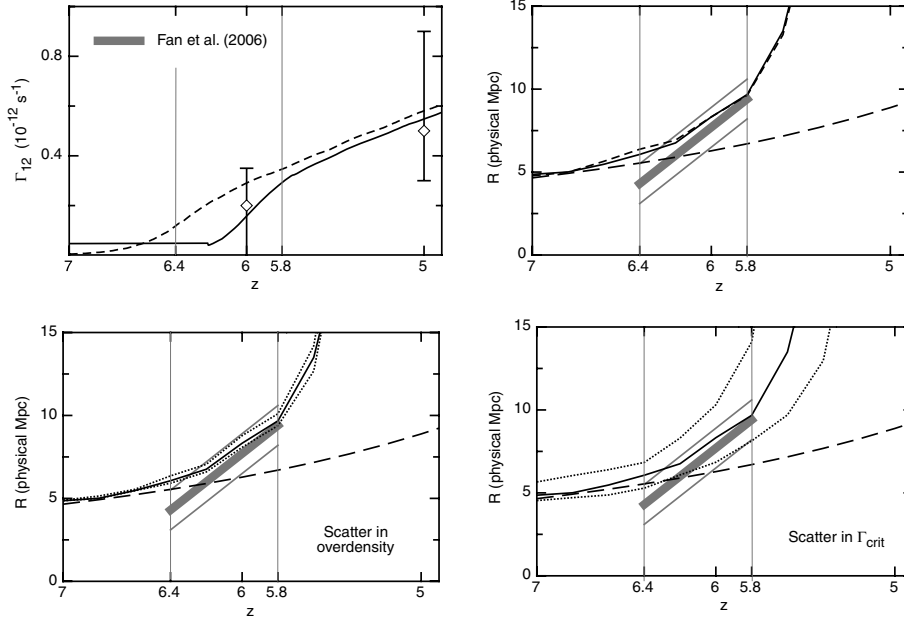 Fan et al. (2006)
0.8
0.4
Γ12 (10-12 s-1)
7
6.4
6
5.8
5
z
15
10
5
0
R (physical Mpc)
7
6.4
6
5.8
5
z
15
10
5
0
R (physical Mpc)
Scatter in
overdensity
7
6.4
6
5.8
5
z
15
10
5
0
R (physical Mpc)
Scatter in Γcrit
7
6.4
6
5.8
5
z